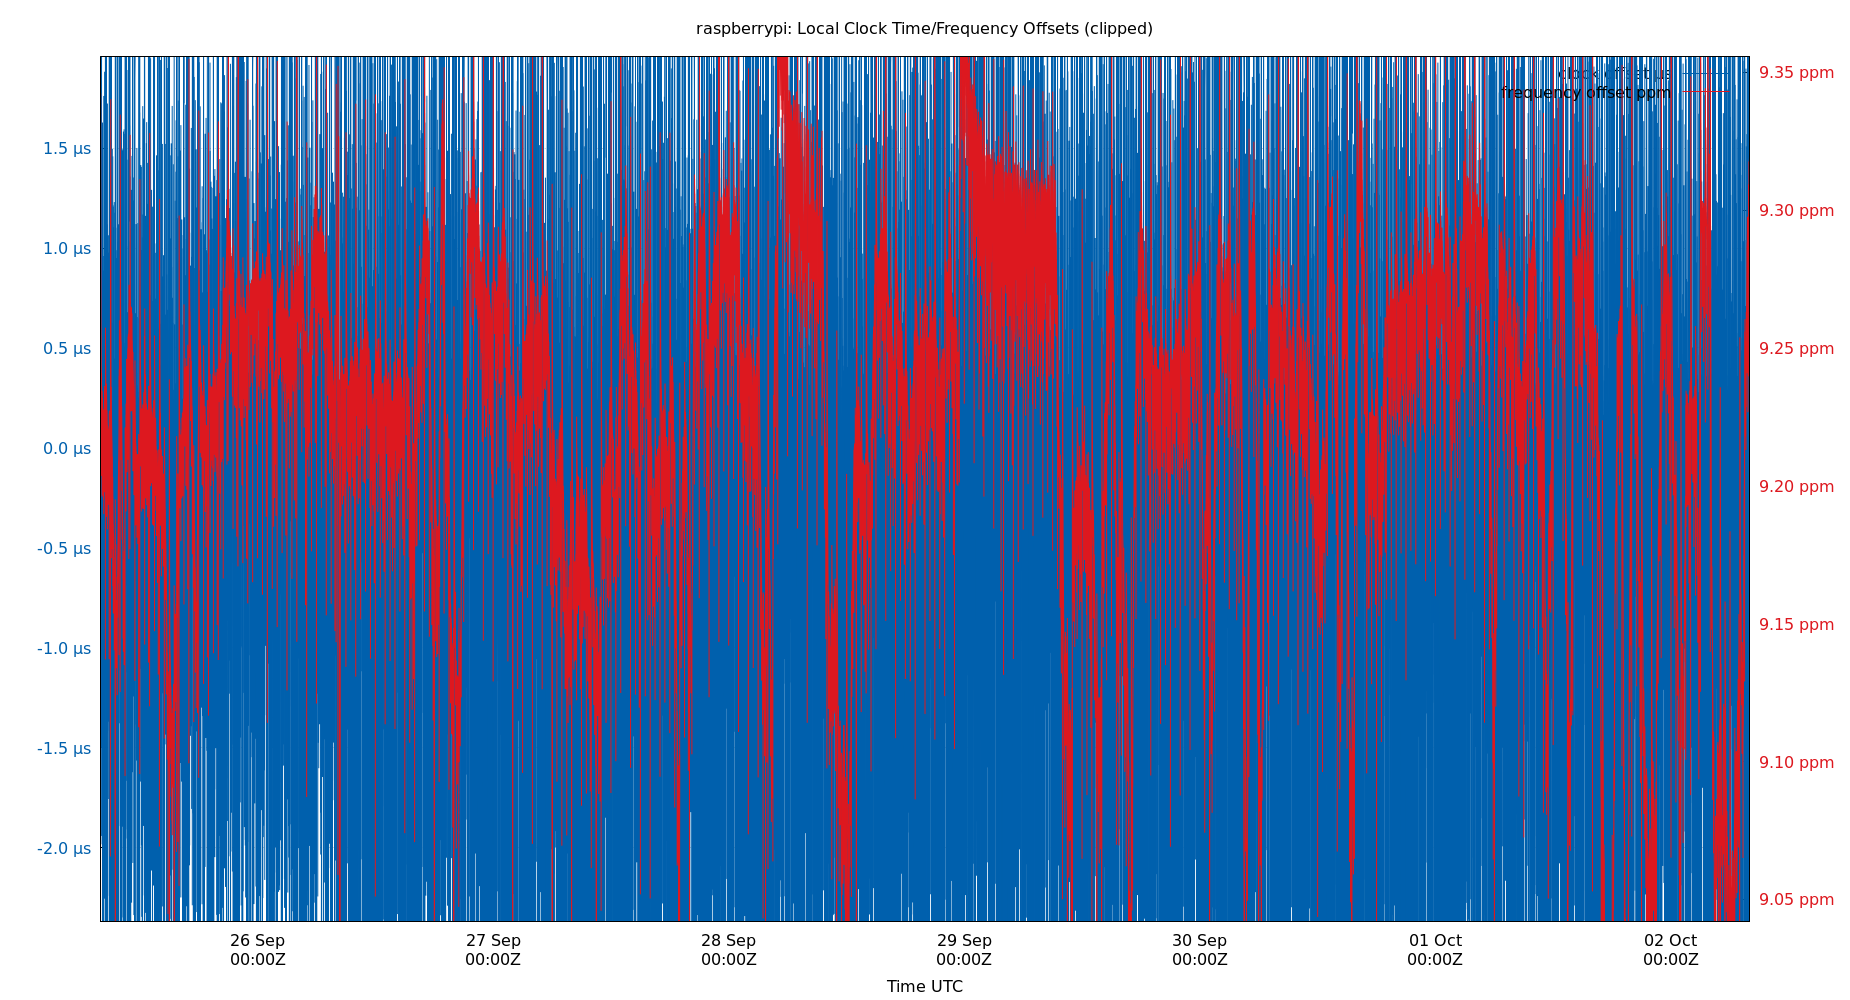 raspberrypi: Local Clock Time/Frequency Offsets (clipped)
clock offset µs
frequency offset ppm
1.5 µs
1.0 µs
0.5 µs
0.0 µs
-0.5 µs
-1.0 µs
-1.5 µs
-2.0 µs
9.35 ppm
9.30 ppm
9.25 ppm
9.20 ppm
9.15 ppm
9.10 ppm
9.05 ppm
26 Sep 27 Sep 28 Sep 29 Sep 30 Sep 01 Oct 02 Oct
00:00Z 00:00Z 00:00Z 00:00Z 00:00Z 00:00Z 00:00Z
Time UTC